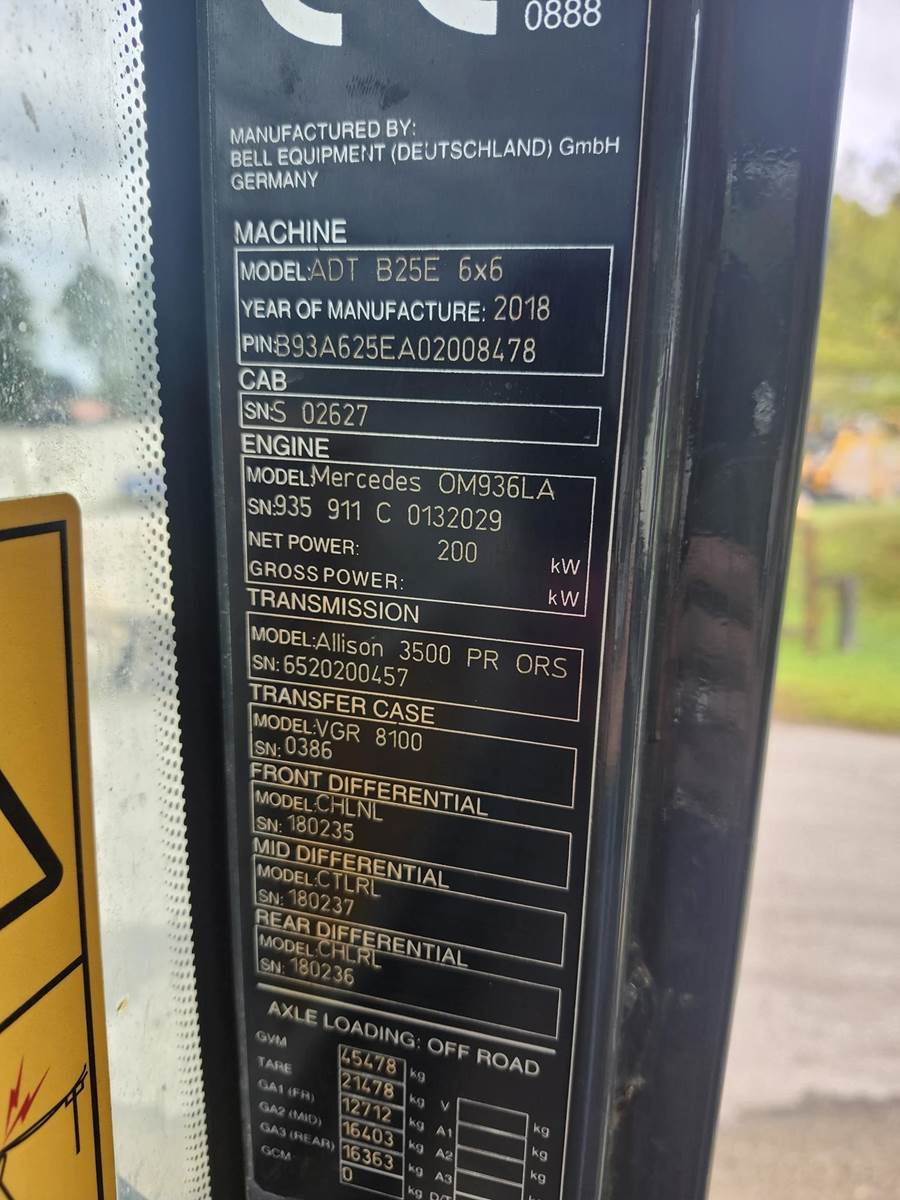 CE
0888
MANUFACTURED BY:
BELL EQUIPMENT (DEUTSCHLAND) GmbH
GERMANY
MACHINE
MODEL:ADT B25E 6x6
YEAR OF MANUFACTURE: 2018
PIN:B93A625EA02008478
CAB
SN:S 02627
ENGINE
MODEL:Mercedes OM936LA
SN:935 911 C 0132029
NET POWER: 200 kW
GROSS POWER: kW
TRANSMISSION
MODEL:Allison 3500 PR ORS
SN: 6520200457
TRANSFER CASE
MODEL:VGR 8100
SN: 0386
FRONT DIFFERENTIAL
MODEL:CHLNL
SN: 180235
MID DIFFERENTIAL
MODEL:CTLRL
SN: 180237
REAR DIFFERENTIAL
MODEL:CHLRL
SN: 180236
AXLE LOADING: OFF ROAD
GVM 45478 kg
TARE 21478 kg V kg
GA1 (FR) 12712 kg A1 kg
GA2 (MID) 16403 kg A2 kg
GA3 (REAR) 16363 kg A3
GCM 0 kg D/T